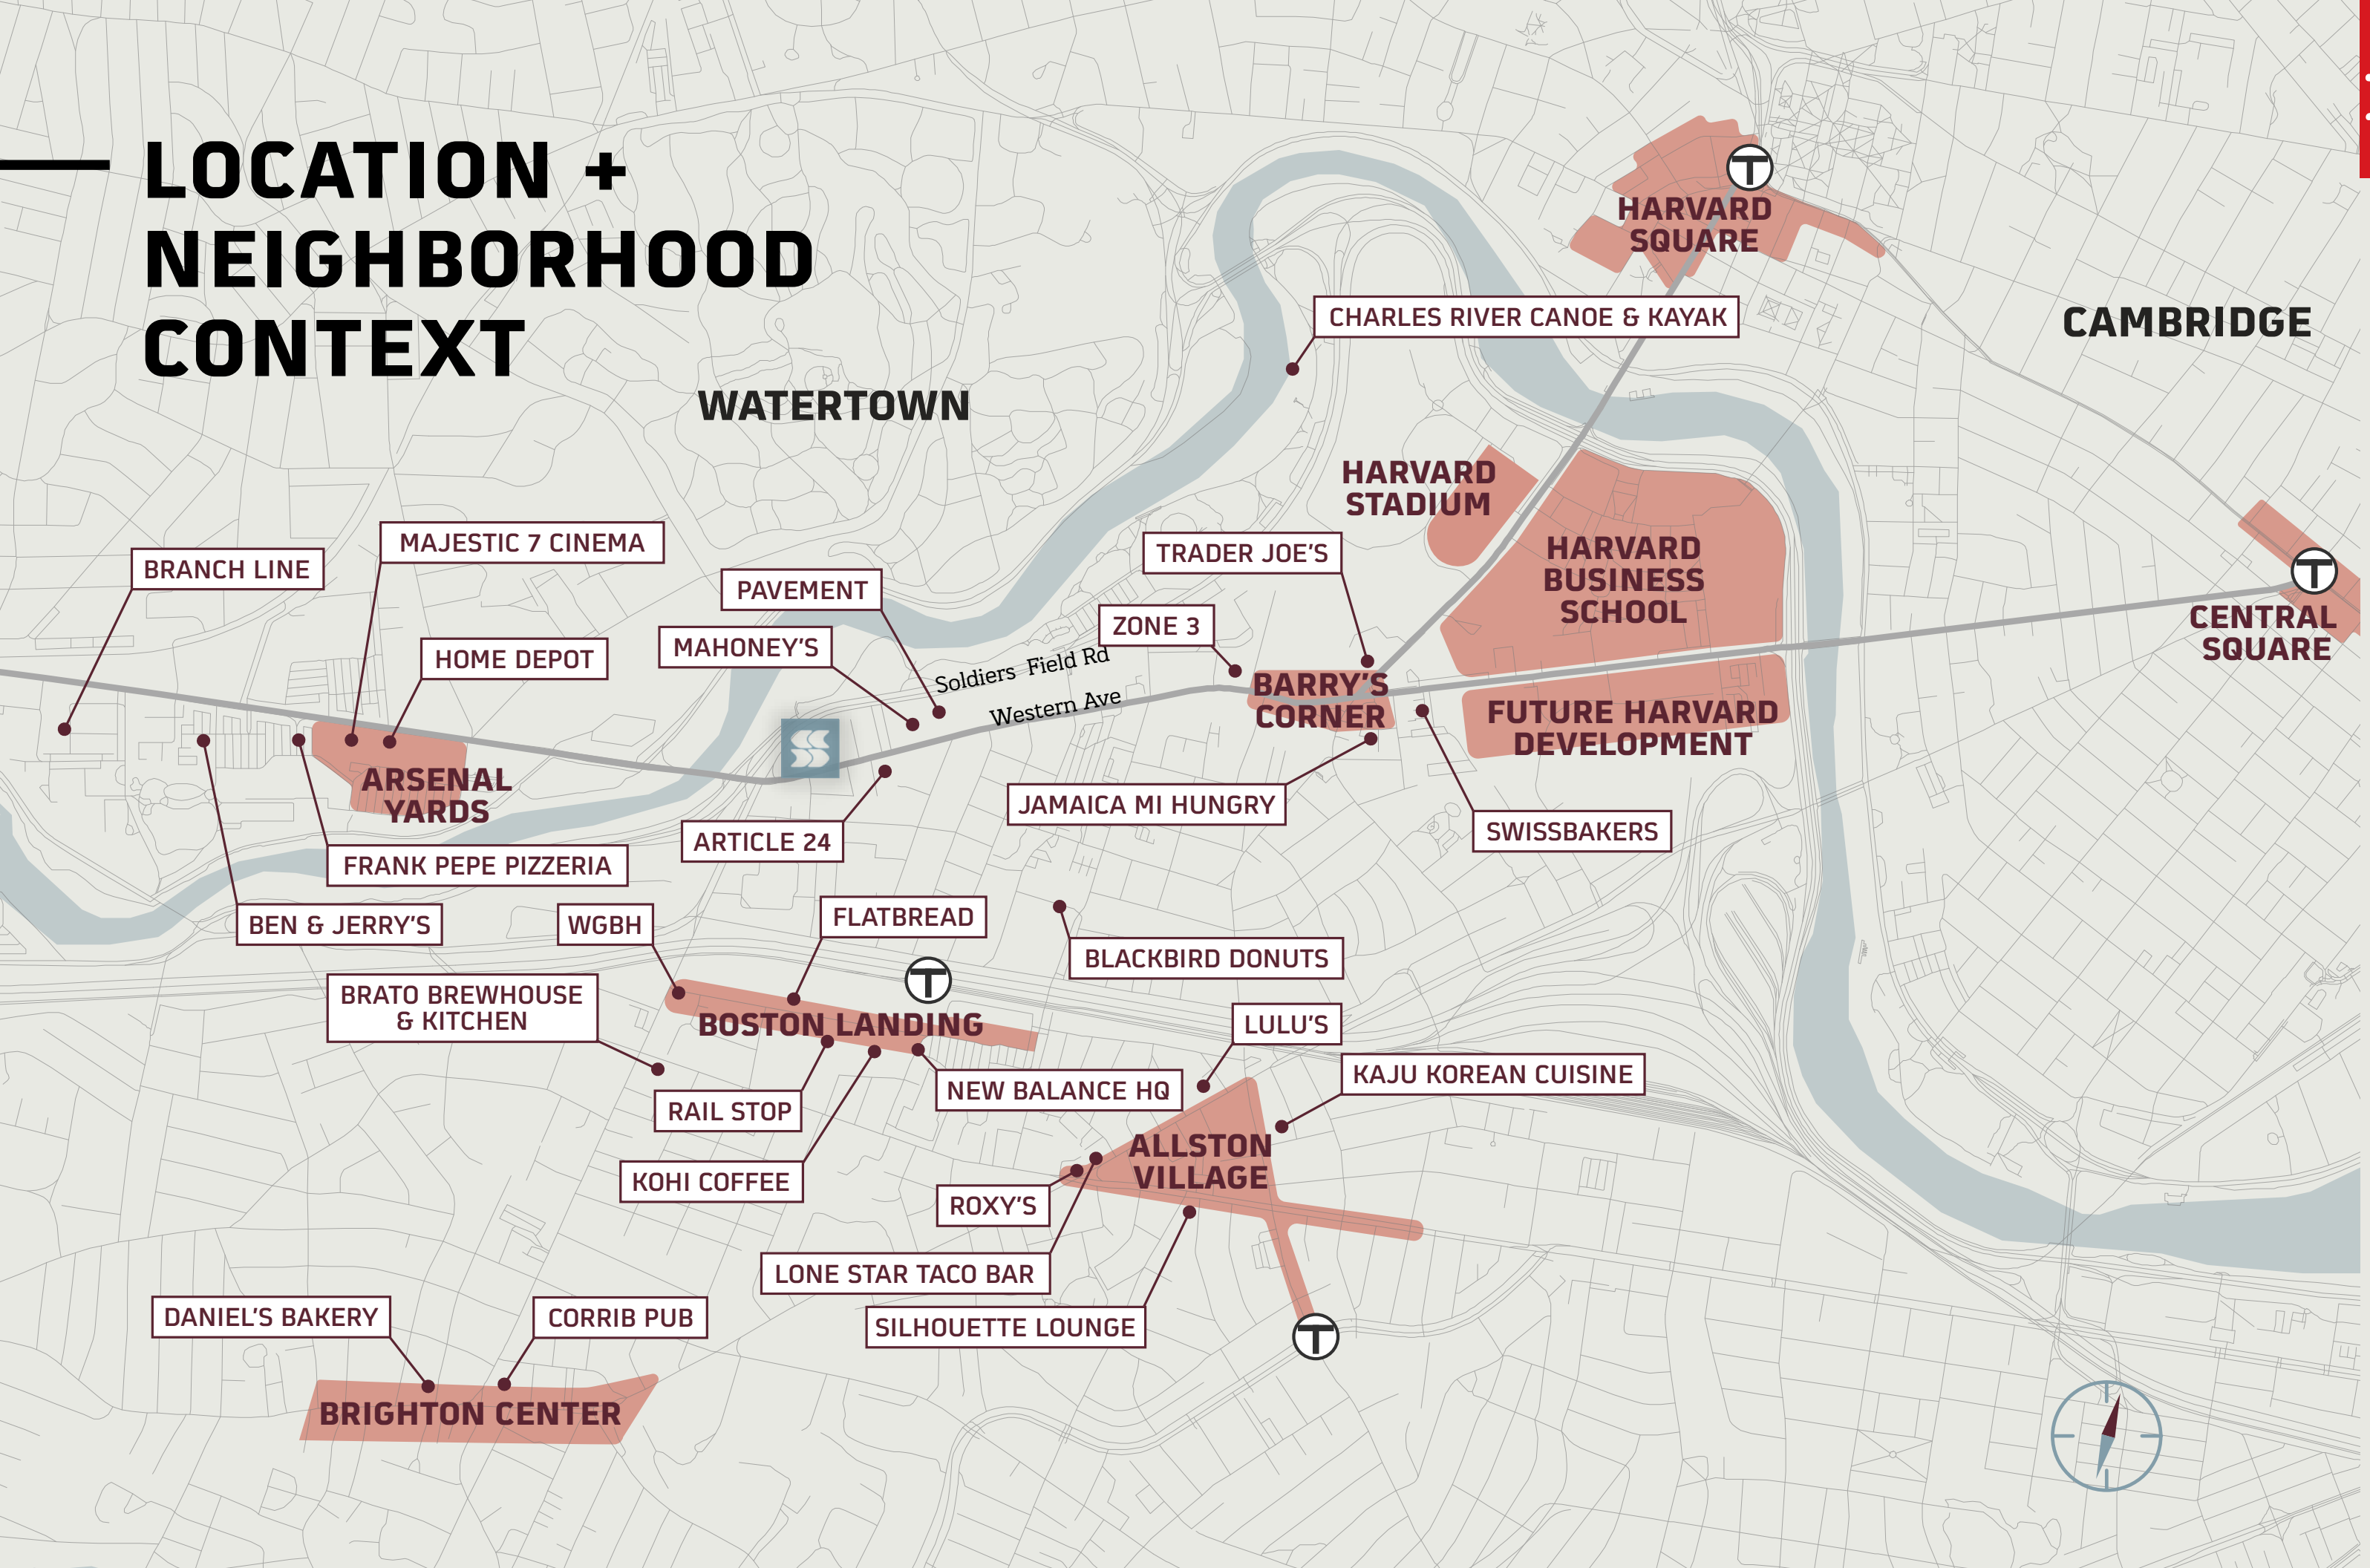 LOCATION +
NEIGHBORHOOD
CONTEXT
HARVARD
SQUARE
CHARLES RIVER CANOE & KAYAK
CAMBRIDGE
WATERTOWN
HARVARD
STADIUM
MAJESTIC 7 CINEMA
BRANCH LINE
TRADER JOE'S
HARVARD
BUSINESS
SCHOOL
PAVEMENT
ZONE 3
CENTRAL
SQUARE
MAHONEY'S
HOME DEPOT
Soldiers Field Rd
Western Ave
BARRY'S
CORNER
FUTURE HARVARD
DEVELOPMENT
ARSENAL
YARDS
JAMAICA MI HUNGRY
SWISSBAKERS
ARTICLE 24
FRANK PEPE PIZZERIA
BEN & JERRY'S
WGBH
FLATBREAD
BLACKBIRD DONUTS
BRATO BREWHOUSE
& KITCHEN
T
T
T
T
BOSTON LANDING
LULU'S
KAJU KOREAN CUISINE
NEW BALANCE HQ
RAIL STOP
ALLSTON
VILLAGE
KOHI COFFEE
ROXY'S
LONE STAR TACO BAR
SILHOUETTE LOUNGE
DANIEL'S BAKERY
CORRIB PUB
BRIGHTON CENTER